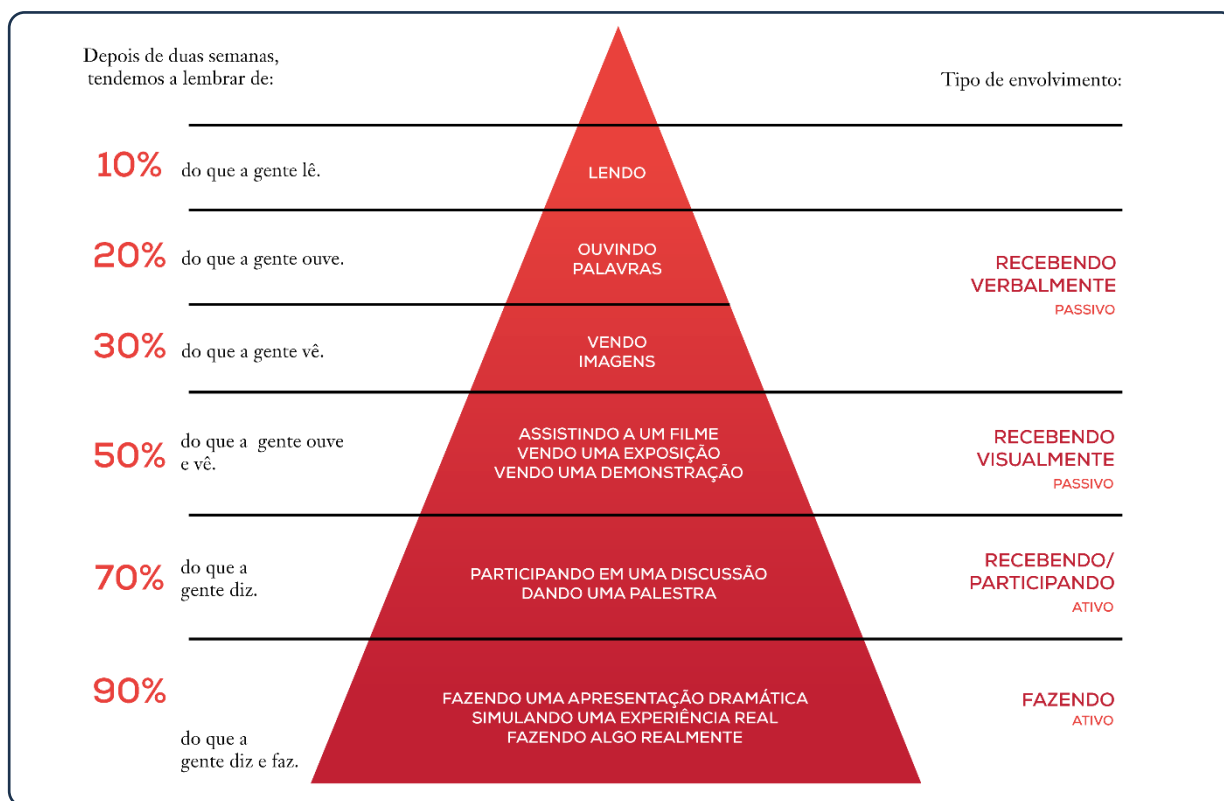 Depois de duas semanas,
tendemos a lembrar de:
Tipo de envolvimento:
10%
do que a gente lê.
LENDO
20%
do que a gente ouve.
OUVINDO
PALAVRAS
RECEBENDO
VERBALMENTE
PASSIVO
30%
do que a gente vê.
VENDO
IMAGENS
50%
do que a gente ouve
e vê.
ASSISTINDO A UM FILME
VENDO UMA EXPOSIÇÃO
VENDO UMA DEMONSTRAÇÃO
RECEBENDO
VISUALMENTE
PASSIVO
70%
do que a
gente diz.
PARTICIPANDO EM UMA DISCUSSÃO
DANDO UMA PALESTRA
RECEBENDO/
PARTICIPANDO
ATIVO
90%
do que a
gente diz e faz.
FAZENDO UMA APRESENTAÇÃO DRAMÁTICA
SIMULANDO UMA EXPERIÊNCIA REAL
FAZENDO ALGO REALMENTE
FAZENDO
ATIVO